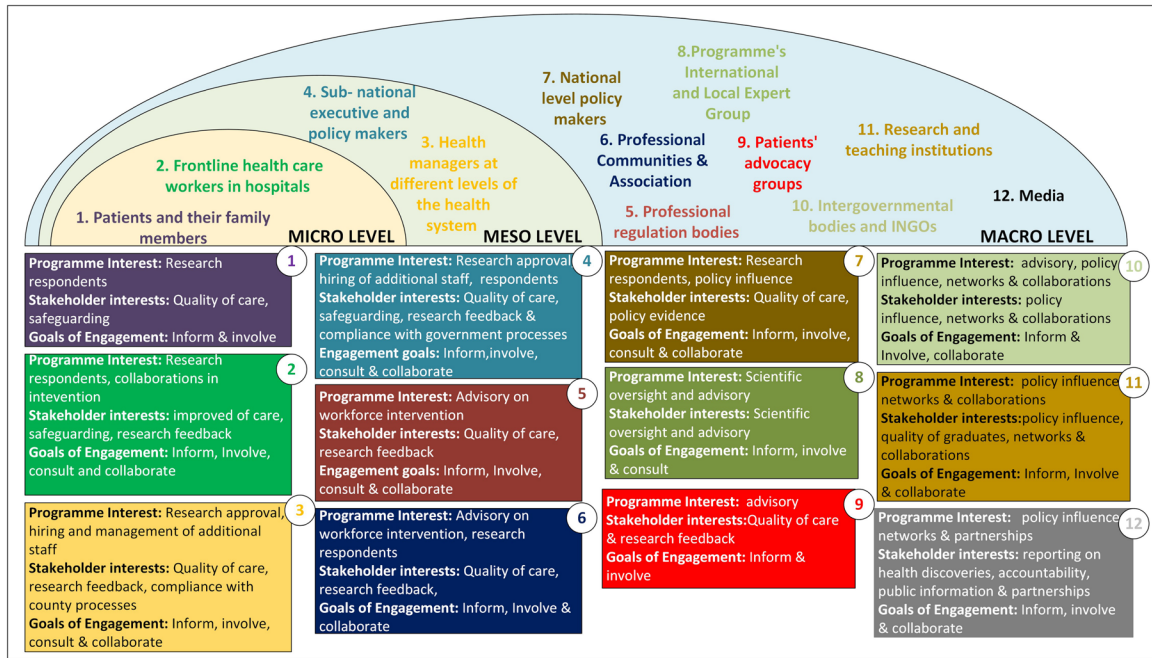 8.Programme's
International
and Local Expert
Group
7. National
level policy
makers
4. Sub- national
executive and
policy makers
11. Research and
teaching institutions
3. Health
managers at
different levels of
the health
system
6. Professional
Communities &
Association
9. Patients'
advocacy
groups
2. Frontline health care
workers in hospitals
12. Media
1. Patients and their family
members
5. Professional
regulation bodies
10. Intergovernmental
bodies and INGOs
MICRO LEVEL
MESO LEVEL
MACRO LEVEL
1
Programme Interest: Research
respondents
Stakeholder interests: Quality of care,
safeguarding
Goals of Engagement: Inform & involve
2
Programme Interest: Research
respondents, collaborations in
intevention
Stakeholder interests: improved of care,
safeguarding, research feedback
Goals of Engagement: Inform, Involve,
consult and collaborate
3
Programme Interest: Research approval,
hiring and management of additional
staff
Stakeholder interests: Quality of care,
research feedback, compliance with
county processes
Goals of Engagement: Inform, involve,
consult & collaborate
4
Programme Interest: Research approval
hiring of additional staff, respondents
Stakeholder interests: Quality of care,
safeguarding, research feedback &
compliance with government processes
Engagement goals: Inform,involve,
consult & collaborate
5
Programme Interest: Advisory on
workforce intervention
Stakeholder interests: Quality of care,
research feedback
Engagement goals: Inform, Involve,
consult & collaborate
6
Programme Interest: Advisory on
workforce intervention, research
respondents
Stakeholder interests: Quality of care,
research feedback,
Goals of Engagement: Inform, Involve &
collaborate
7
Programme Interest: Research
respondents, policy influence
Stakeholder interests: Quality of care,
policy evidence
Goals of Engagement: Inform, involve,
consult & collaborate
8
Programme Interest: Scientific
oversight and advisory
Stakeholder interests: Scientific
oversight and advisory
Goals of Engagement: Inform, involve
& consult
9
Programme Interest: advisory
Stakeholder interests:Quality of care
& research feedback
Goals of Engagement: Inform &
involve
10
Programme Interest: advisory, policy
influence, networks & collaborations
Stakeholder interests: policy
influence, networks & collaborations
Goals of Engagement: Inform &
Involve, collaborate
11
Programme Interest: policy influence
networks & collaborations
Stakeholder interests:policy influence,
quality of graduates, networks &
collaborations
Goals of Engagement: Inform, Involve
& collaborate
12
Programme Interest: policy influence
networks & partnerships
Stakeholder interests: reporting on
health discoveries, accountability,
public information & partnerships
Goals of Engagement: Inform, involve
& collaborate